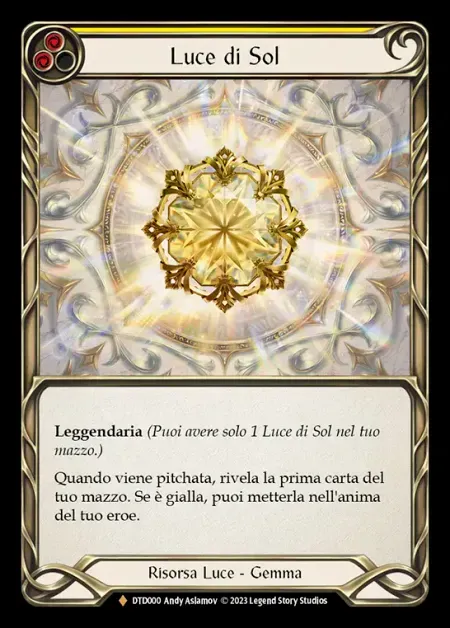 Luce di Sol
Leggendaria (Puoi avere solo 1 Luce di Sol nel tuo
mazzo.)
Quando viene pitchata, rivela la prima carta del
tuo mazzo. Se è gialla, puoi metterla nell'anima
del tuo eroe.
Risorsa Luce - Gemma
DTD000 Andy Aslamov © 2023 Legend Story Studios